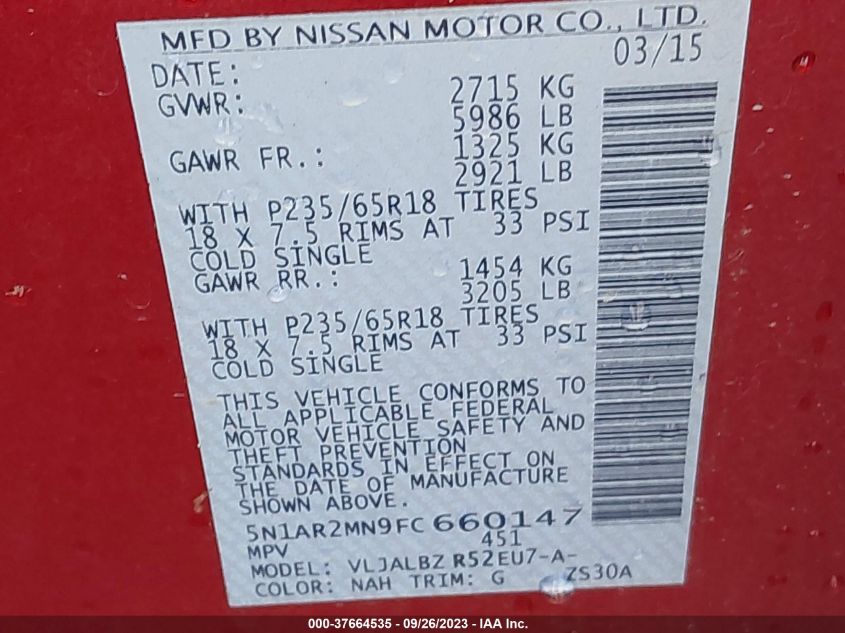 MFD BY NISSAN MOTOR CO., LTD.
DATE: 03/15
GVWR: 2715 KG
5986 LB
GAWR FR.: 1325 KG
2921 LB
WITH P235/65R18 TIRES
18 X 7.5 RIMS AT 33 PSI
COLD SINGLE
GAWR RR.: 1454 KG
3205 LB
WITH P235/65R18 TIRES
18 X 7.5 RIMS AT 33 PSI
COLD SINGLE
THIS VEHICLE CONFORMS TO
ALL APPLICABLE FEDERAL
MOTOR VEHICLE SAFETY AND
THEFT PREVENTION
STANDARDS IN EFFECT ON
THE DATE OF MANUFACTURE
SHOWN ABOVE.
5N1AR2MN9FC 660147
MPV 451
MODEL: VLJALBZ R52EU7-A-
COLOR: NAH TRIM: G ZS30A
000-37664535 - 09/26/2023 - IAA Inc.